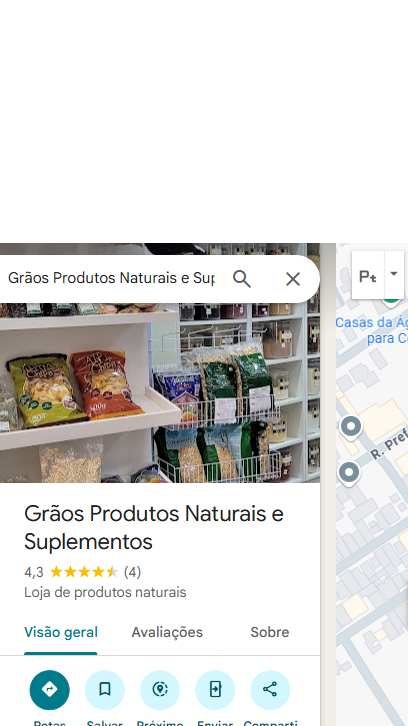 Grãos Produtos Naturais e Sup
Pt
Casas da Ág
para C
R. Pref
Grãos Produtos Naturais e
Suplementos
4,3 (4)
Loja de produtos naturais
Visão geral Avaliações Sobre
Rotas Salvar Próximo Enviar Comparti